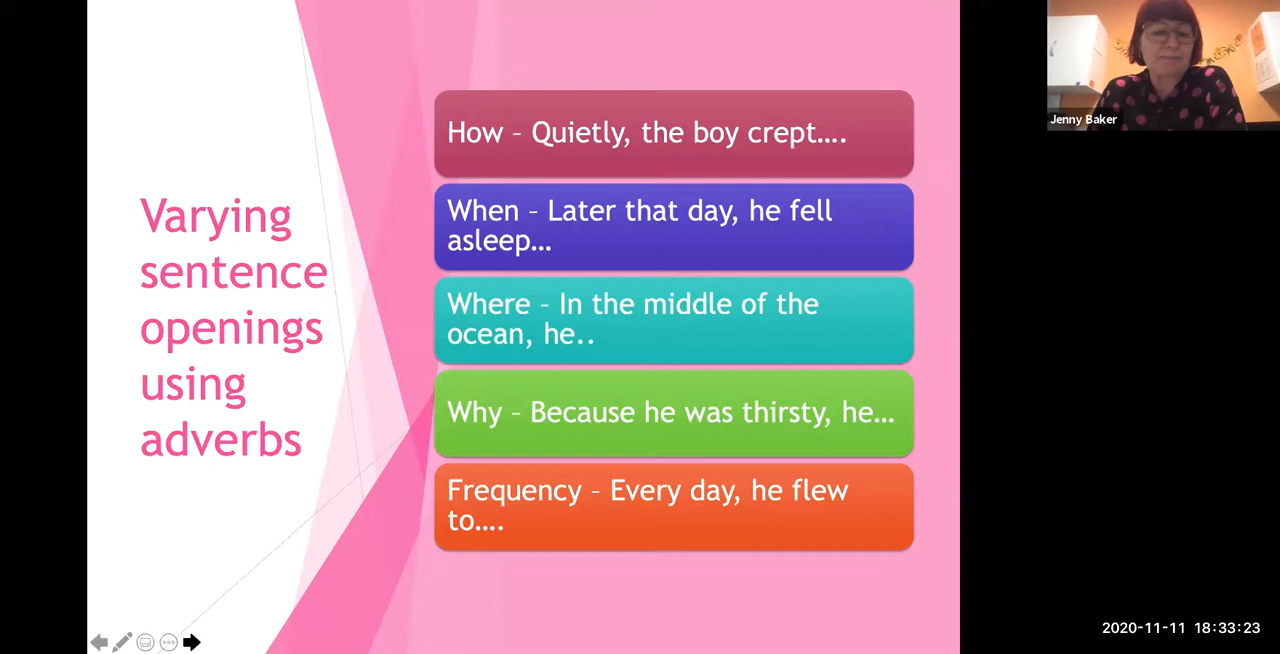 Varying
sentence
openings
using
adverbs
How – Quietly, the boy crept….
When – Later that day, he fell
asleep…
Where – In the middle of the
ocean, he..
Why – Because he was thirsty, he…
Frequency – Every day, he flew
to….
Jenny Baker
2020-11-11 18:33:23